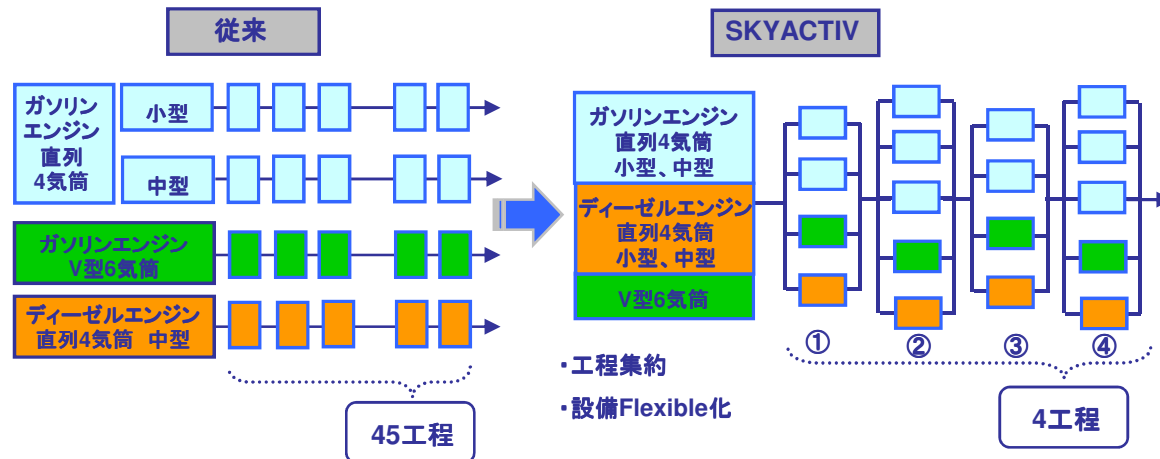 従来
ガソリン
エンジン
直列
4気筒
小型
中型
ガソリンエンジン
V型6気筒
ディーゼルエンジン
直列4気筒 中型
45工程
SKYACTIV
ガソリンエンジン
直列4気筒
小型、中型
ディーゼルエンジン
直列4気筒
小型、中型
V型6気筒
① ② ③ ④
・工程集約
・設備Flexible化
4工程